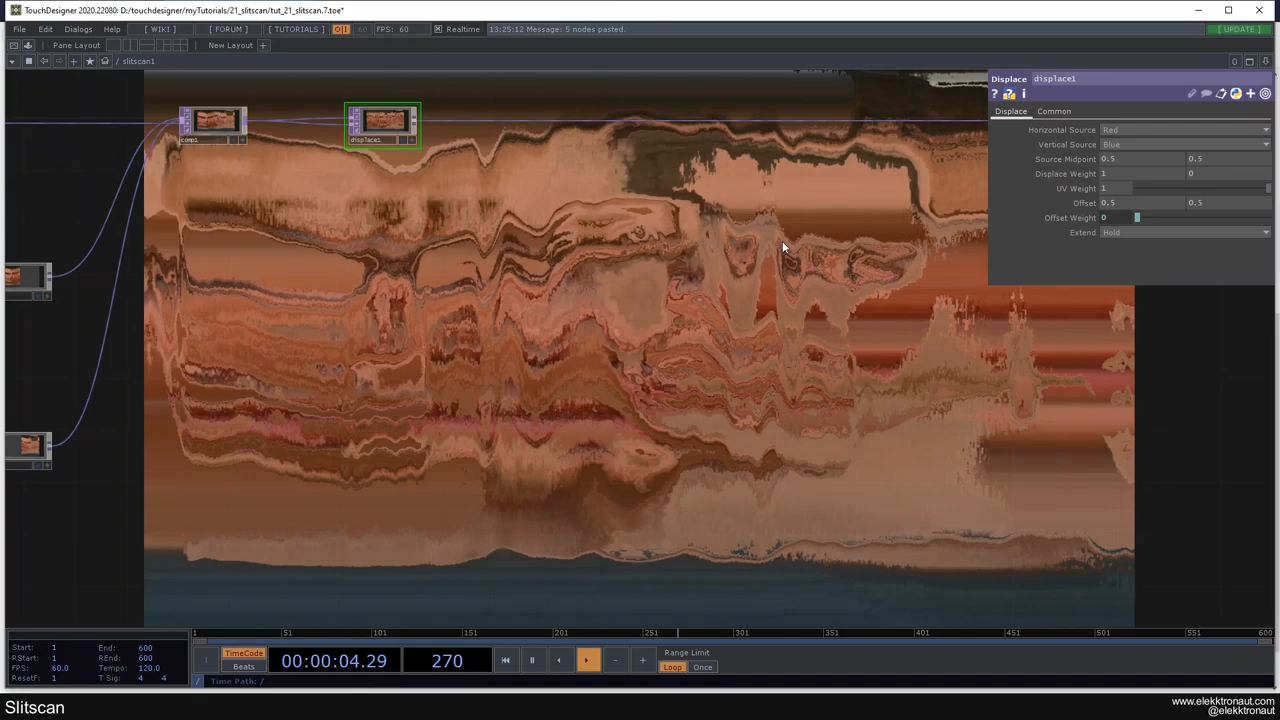 TouchDesigner 2020.22080: D:/touchdesigner/myTutorials/21_slitscan/tut_21_slitscan.7.toe*
File Edit Dialogs [ WIKI ] [ FORUM ] [ TUTORIALS ] O|I 60 FPS: 60 Realtime 13:25:12 Message: 5 nodes pasted. [ UPDATE ]
Pane Layout New Layout +
/ slitscan1 0
Displace displace1
? i
Displace Common
Horizontal Source Red
Vertical Source Blue
Source Midpoint 0.5 0.5
Displace Weight 1 0
UV Weight 1
Offset 0.5 0.5
Offset Weight 0
Extend Hold
comp1
displace1
1 51 101 151 201 251 301 351 401 451 501 551 600
Start: 1 End: 600
RStart: 1 REnd: 600
FPS: 60.0 Tempo: 120.0
ResetF: 1 T Sig: 4 4
TimeCode
Beats
00:00:04.29
270
- +
Range Limit
Loop Once
/ Time Path: /
Slitscan
www.elekktronaut.com
@elekktronaut